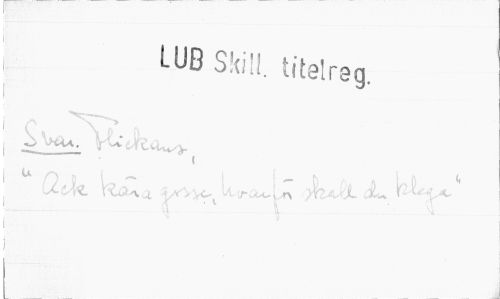 LUB Skill. titelreg.
Svar. Flickans,
"Ack kära gosse, hvarför skall du klaga"